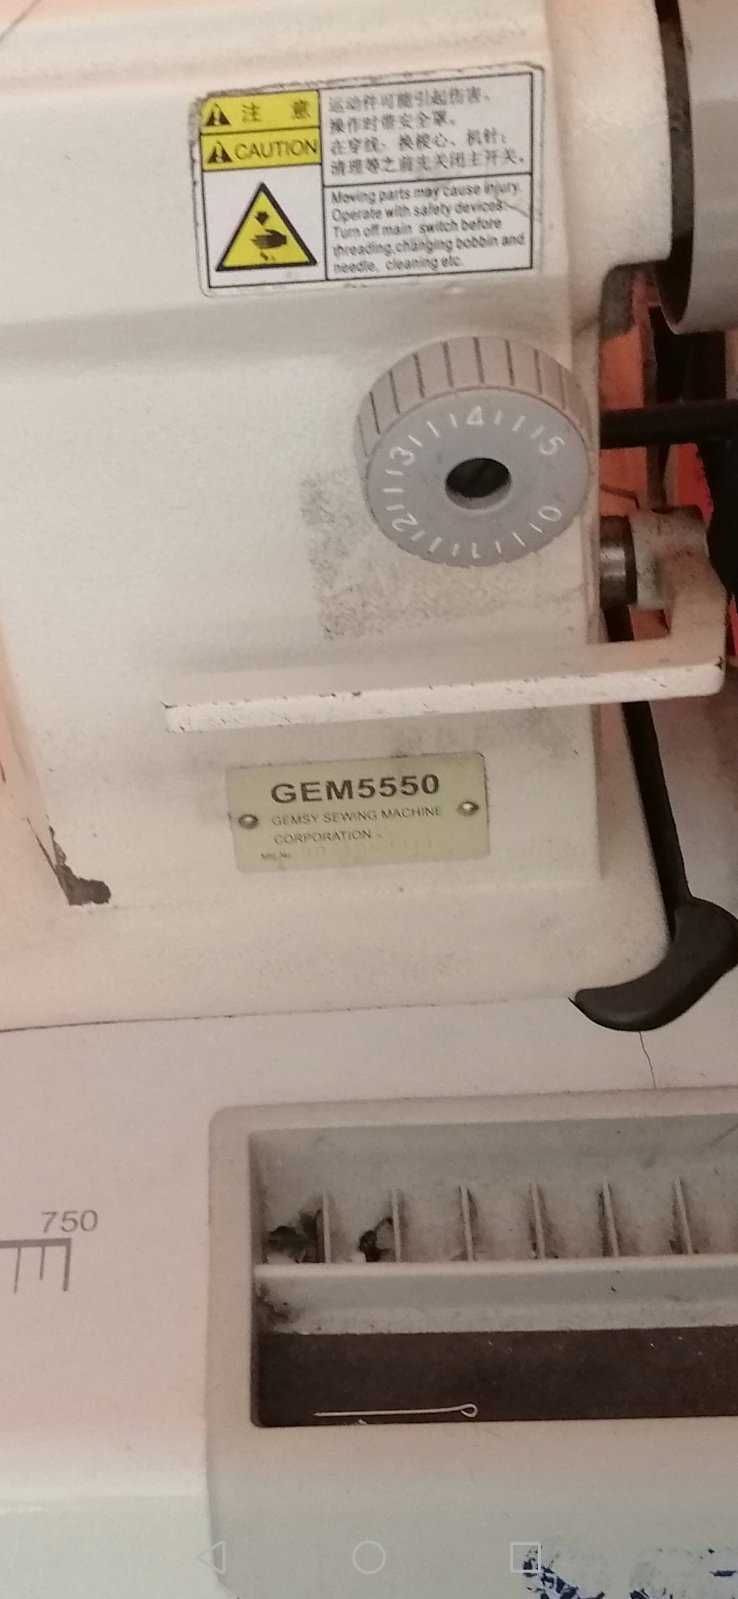 注 意
CAUTION
运动件可能引起伤害。
操作时带安全罩。
在穿线、换梭心、机针；
清理等之前先关闭主开关。
Moving parts may cause injury.
Operate with safety devices.
Turn off main switch before
threading,changing bobbin and
needle, cleaning etc.
3 4 5
2 1 0
GEM5550
GEMSY SEWING MACHINE
CORPORATION
Mfg.No.
750